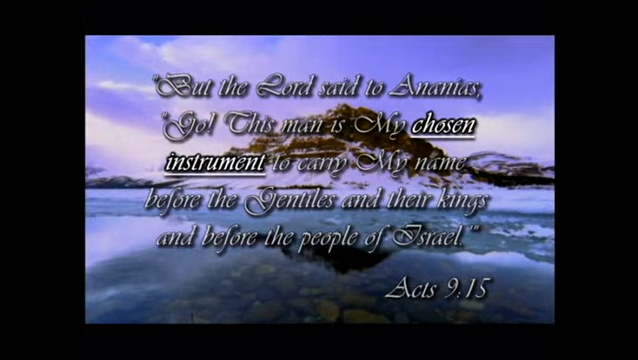 "But the Lord said to Ananias,
"Go! This man is My chosen
instrument to carry My name
before the Gentiles and their kings
and before the people of Israel.'"
Acts 9:15